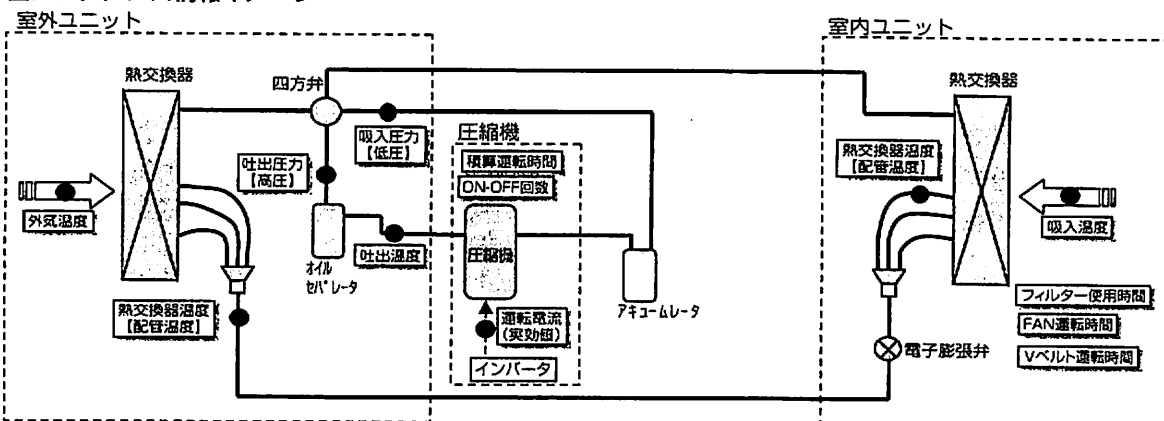 室外ユニット
室内ユニット
熱交換器
四方弁
熱交換器
吸入圧力
【低圧】
圧縮機
積算運転時間
ON-OFF回数
吐出圧力
【高圧】
熱交換器温度
【配管温度】
外気温度
吸入温度
吐出温度
圧縮機
オイル
セパレータ
アキュームレータ
熱交換器温度
【配管温度】
運転電流
(実効値)
インバータ
フィルター使用時間
FAN運転時間
電子膨張弁
Vベルト運転時間